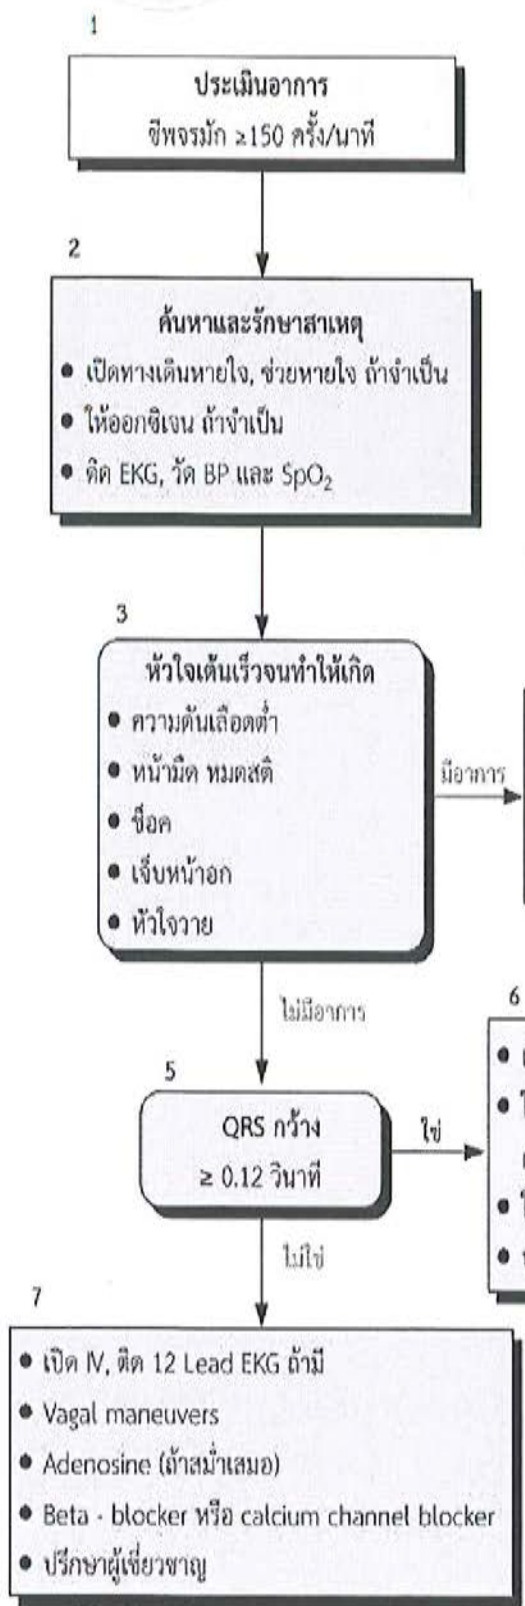 1
ประเมินอาการ
ชีพจรมัก ≥150 ครั้ง/นาที
2
ค้นหาและรักษาสาเหตุ
● เปิดทางเดินหายใจ, ช่วยหายใจ ถ้าจำเป็น
● ให้ออกซิเจน ถ้าจำเป็น
● ติด EKG, วัด BP และ SpO₂
3
หัวใจเต้นเร็วจนทำให้เกิด
● ความดันเลือดต่ำ
● หน้ามืด หมดสติ
● ช็อค
● เจ็บหน้าอก
● หัวใจวาย
มีอาการ
ไม่มีอาการ
5
QRS กว้าง
≥ 0.12 วินาที
ใช่
6
ไม่ใช่
7
● เปิด IV, ติด 12 Lead EKG ถ้ามี
● Vagal maneuvers
● Adenosine (ถ้าสม่ำเสมอ)
● Beta - blocker หรือ calcium channel blocker
● ปรึกษาผู้เชี่ยวชาญ